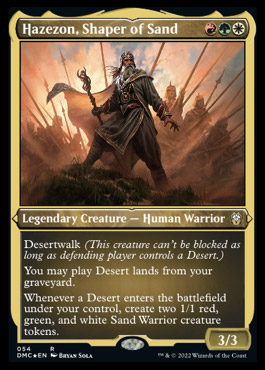 Hazezon, Shaper of Sand
Legendary Creature — Human Warrior
Desertwalk (This creature can't be blocked as
long as defending player controls a Desert.)
You may play Desert lands from your
graveyard.
Whenever a Desert enters the battlefield
under your control, create two 1/1 red,
green, and white Sand Warrior creature
tokens.
3/3
054 R
DMC EN BRYAN SOLA
™ & © 2022 Wizards of the Coast